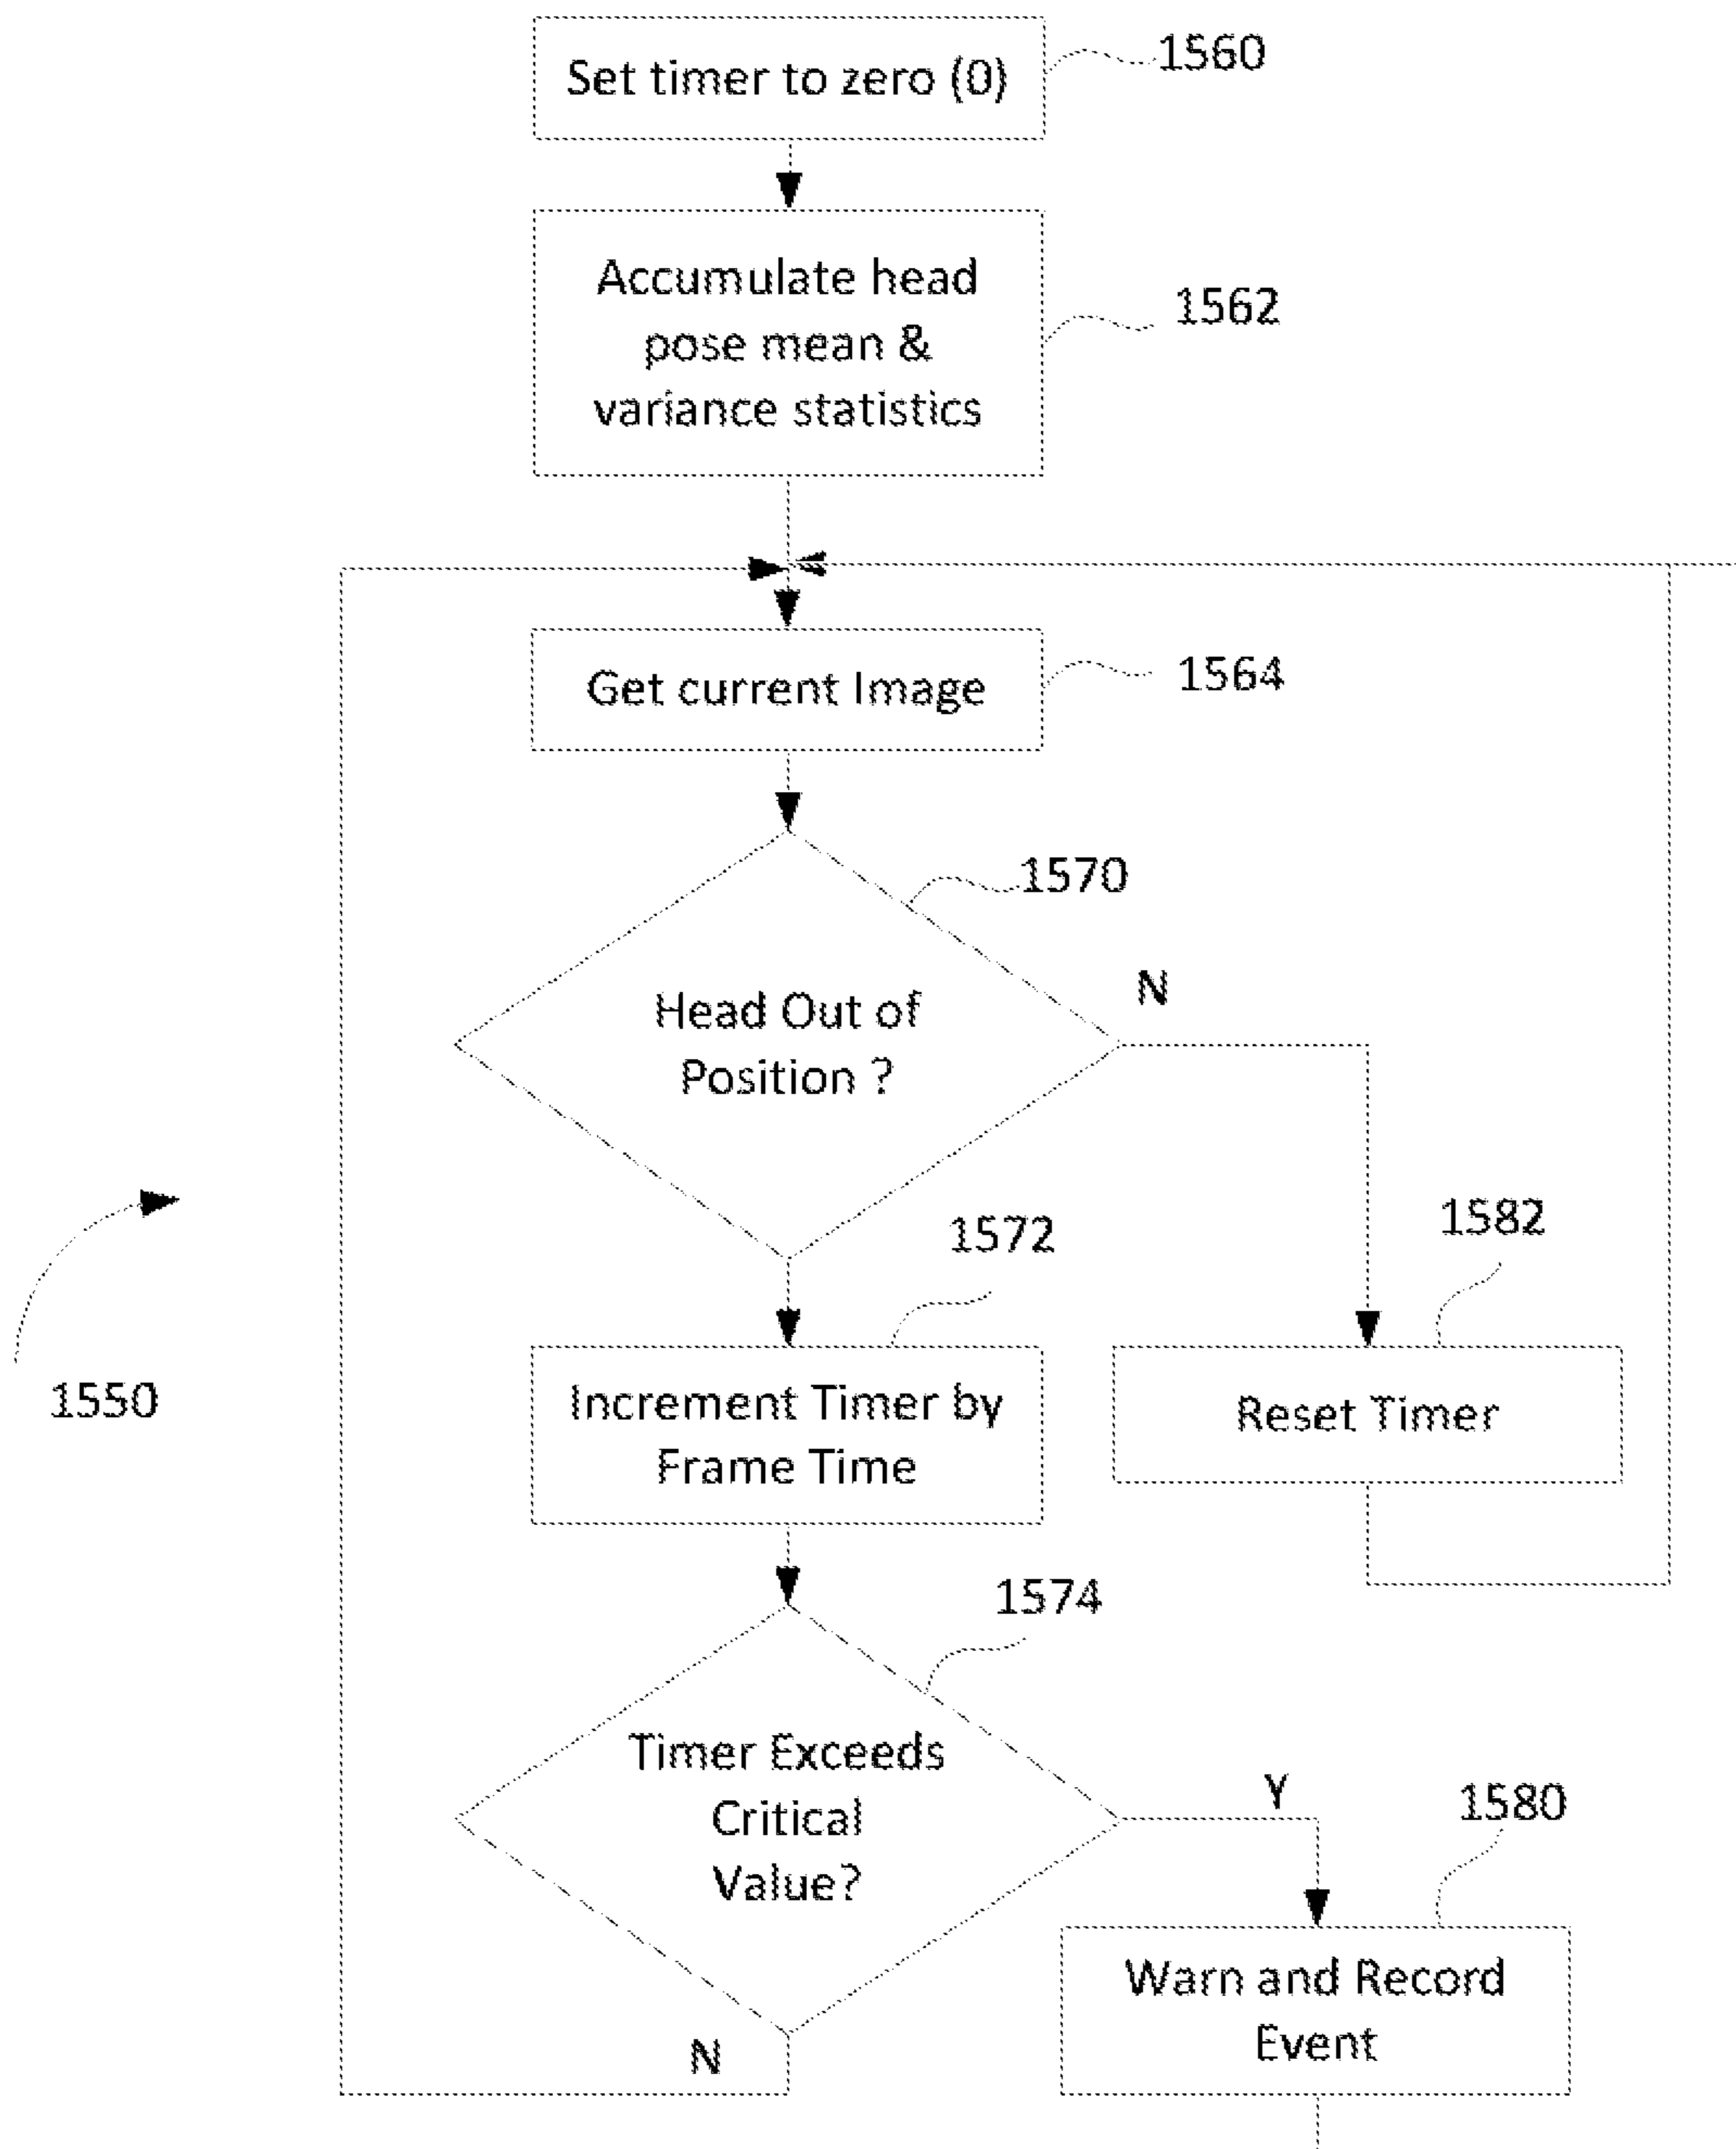 Set timer to zero (0)
1560
Accumulate head
pose mean &
variance statistics
1562
Get current Image
1564
1570
Head Out of
Position ?
N
1550
1572
1582
Increment Timer by
Frame Time
Reset Timer
1574
Timer Exceeds
Critical
Value?
Y
1580
N
Warn and Record
Event